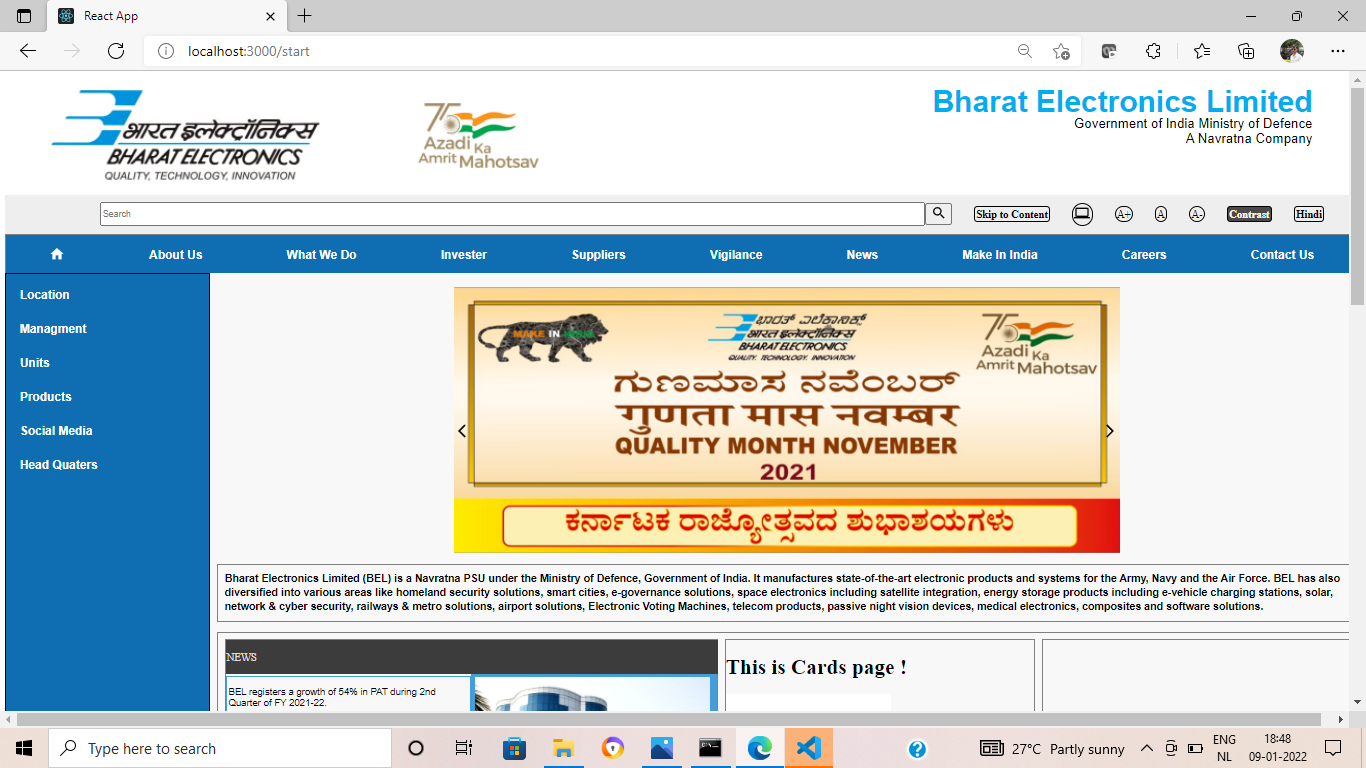 React App
localhost:3000/start
भारत इलेक्ट्रॉनिक्स
BHARAT ELECTRONICS
QUALITY, TECHNOLOGY, INNOVATION
75
Azadi Ka
Amrit Mahotsav
Bharat Electronics Limited
Government of India Ministry of Defence
A Navratna Company
Search
Skip to Content
A+
A
A-
Contrast
Hindi
About Us
What We Do
Invester
Suppliers
Vigilance
News
Make In India
Careers
Contact Us
Location
Managment
Units
Products
Social Media
Head Quaters
MAKE IN INDIA
ಭಾರತ್ ಎಲೆಕ್ಟ್ರಾನಿಕ್ಸ್
भारत इलेक्ट्रॉनिक्स
BHARAT ELECTRONICS
QUALITY, TECHNOLOGY, INNOVATION
75
Azadi Ka
Amrit Mahotsav
ಗುಣಮಾಸ ನವೆಂಬರ್
गुणता मास नवम्बर
QUALITY MONTH NOVEMBER
2021
ಕರ್ನಾಟಕ ರಾಜ್ಯೋತ್ಸವದ ಶುಭಾಶಯಗಳು
Bharat Electronics Limited (BEL) is a Navratna PSU under the Ministry of Defence, Government of India. It manufactures state-of-the-art electronic products and systems for the Army, Navy and the Air Force. BEL has also
diversified into various areas like homeland security solutions, smart cities, e-governance solutions, space electronics including satellite integration, energy storage products including e-vehicle charging stations, solar,
network & cyber security, railways & metro solutions, airport solutions, Electronic Voting Machines, telecom products, passive night vision devices, medical electronics, composites and software solutions.
NEWS
This is Cards page !
BEL registers a growth of 54% in PAT during 2nd
Quarter of FY 2021-22.
Type here to search
27°C Partly sunny
ENG
NL
18:48
09-01-2022